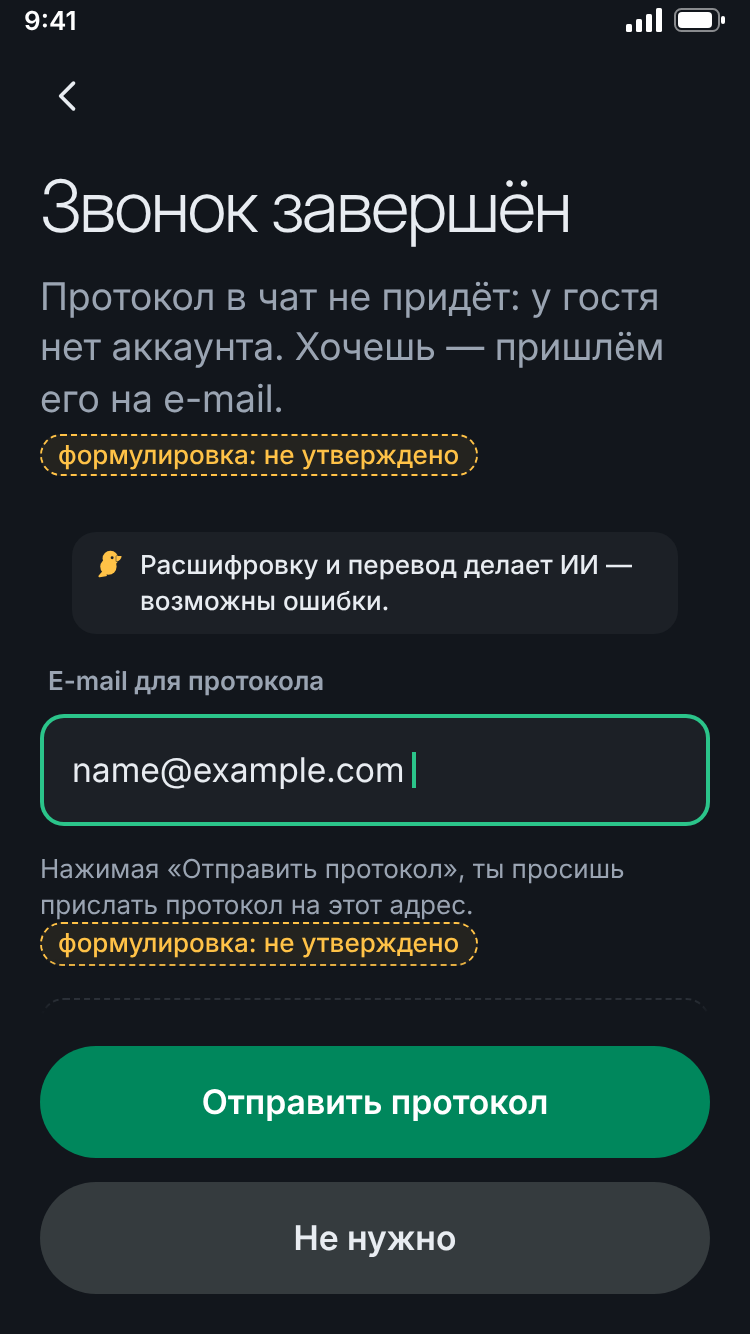 9:41
Звонок завершён
Протокол в чат не придёт: у гостя
нет аккаунта. Хочешь — пришлём
его на e-mail.
формулировка: не утверждено
Расшифровку и перевод делает ИИ —
возможны ошибки.
E-mail для протокола
name@example.com
Нажимая «Отправить протокол», ты просишь
прислать протокол на этот адрес.
формулировка: не утверждено
Отправить протокол
Не нужно